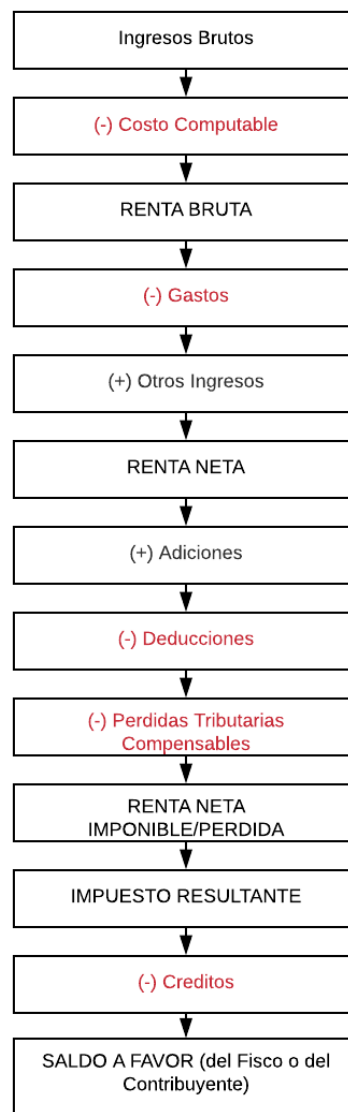 Ingresos Brutos
(-) Costo Computable
RENTA BRUTA
(-) Gastos
(+) Otros Ingresos
RENTA NETA
(+) Adiciones
(-) Deducciones
(-) Perdidas Tributarias
Compensables
RENTA NETA
IMPONIBLE/PERDIDA
IMPUESTO RESULTANTE
(-) Creditos
SALDO A FAVOR (del Fisco o del
Contribuyente)